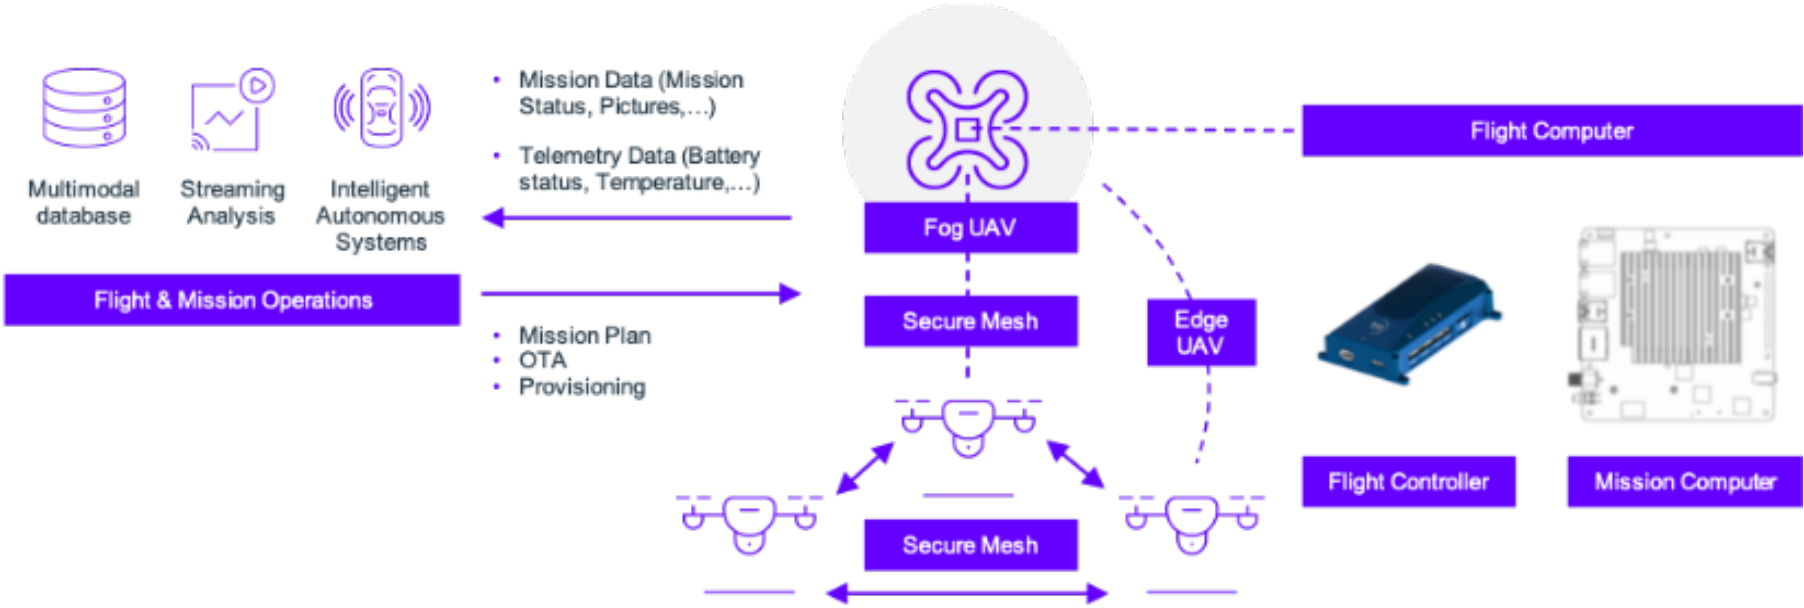 Multimodal
database
Streaming
Analysis
Intelligent
Autonomous
Systems
Flight & Mission Operations
• Mission Data (Mission
Status, Pictures,...)
• Telemetry Data (Battery
status, Temperature,...)
• Mission Plan
• OTA
• Provisioning
Fog UAV
Secure Mesh
Edge
UAV
Secure Mesh
Flight Computer
Flight Controller
Mission Computer